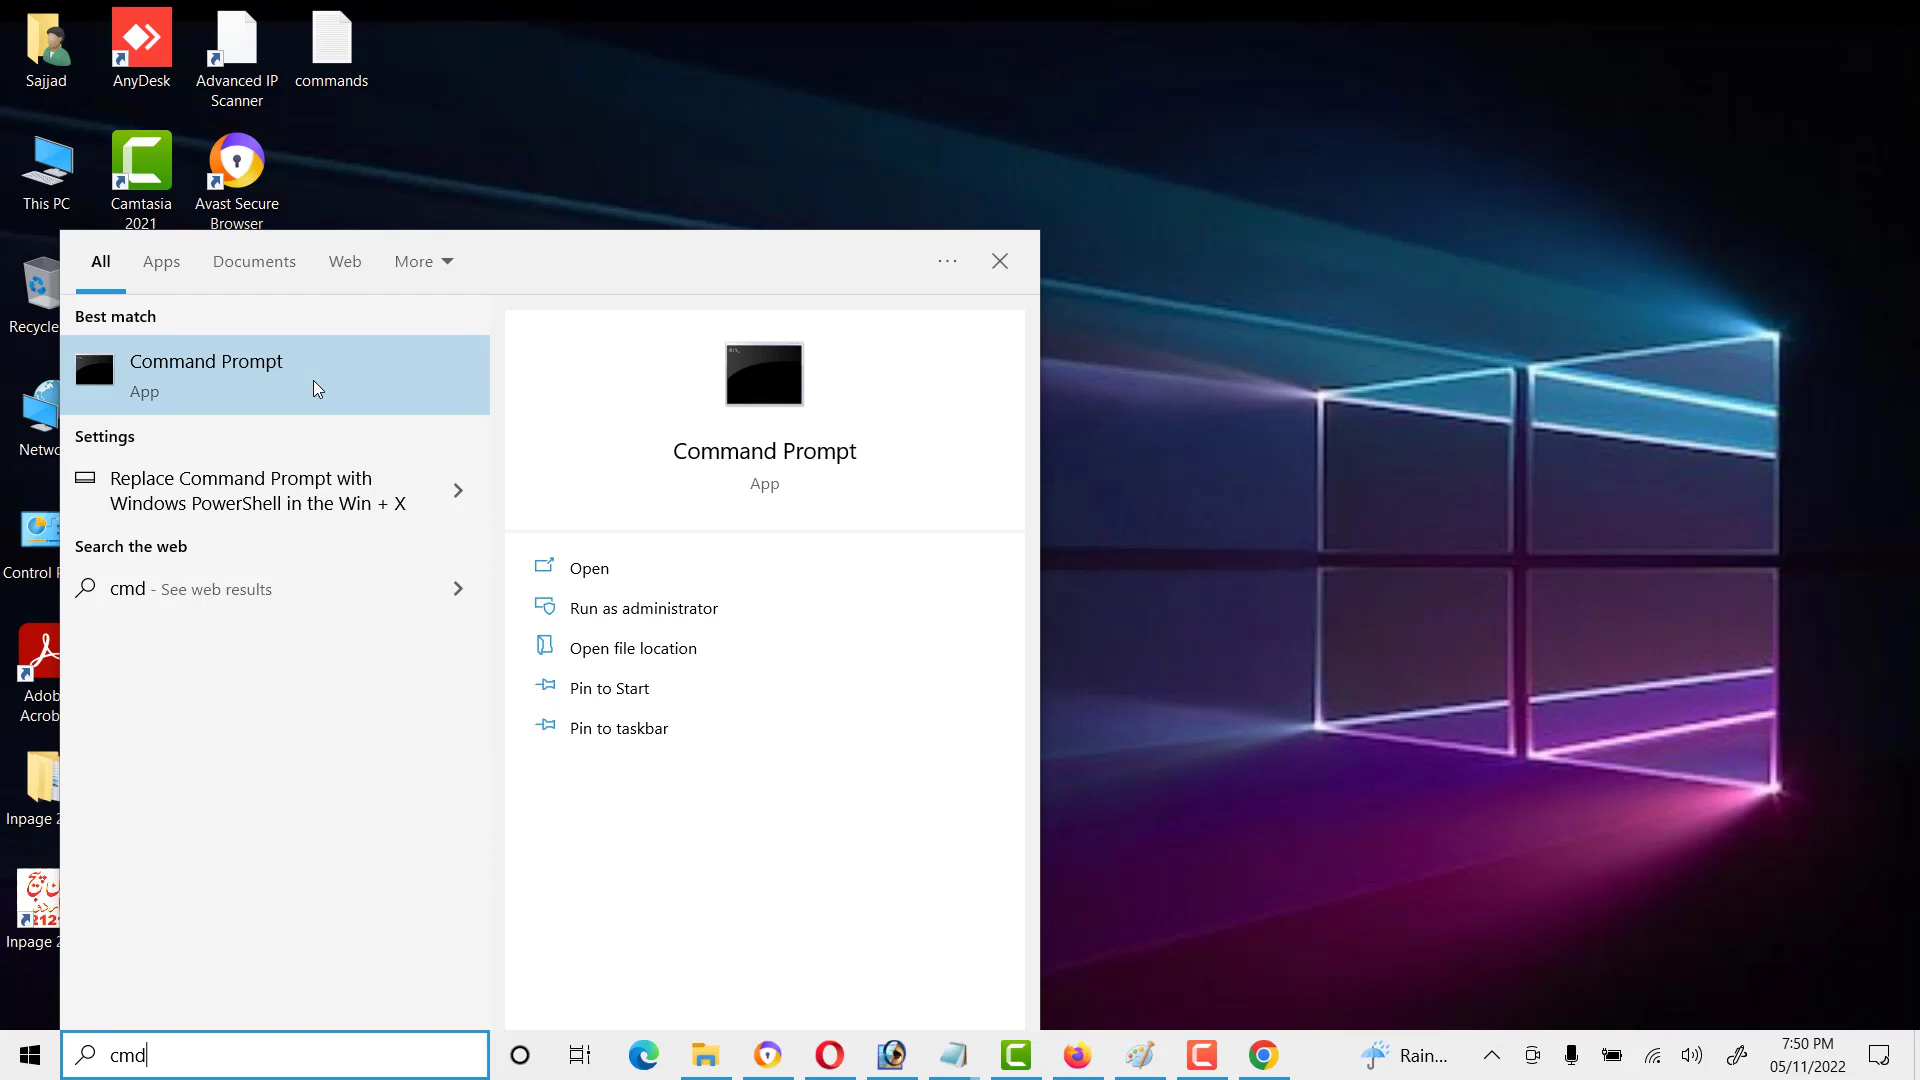 Sajjad
AnyDesk
Advanced IP
Scanner
commands
This PC
Camtasia
2021
Avast Secure
Browser
Recycle
Netwo
Control P
Adob
Acrob
Inpage 2
Inpage 2
All
Apps
Documents
Web
More
Best match
Command Prompt
App
Settings
Replace Command Prompt with
Windows PowerShell in the Win + X
Search the web
cmd - See web results
Command Prompt
App
Open
Run as administrator
Open file location
Pin to Start
Pin to taskbar
cmd
Rain...
7:50 PM
05/11/2022